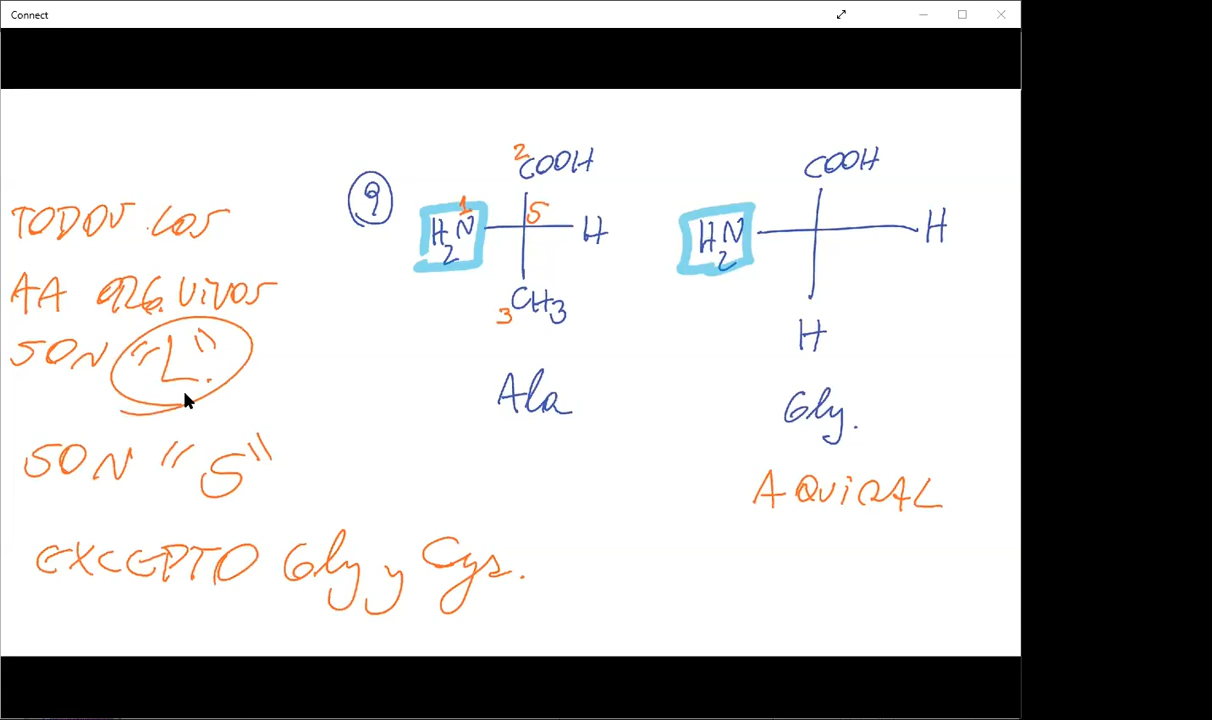 Connect
TODOS LOS
AA ORG. VIVOS
SON "L".
SON "S"
EXCEPTO Gly y Cys.
9
2
COOH
1
H2N
S
H
3
CH3
Ala
COOH
H2N
H
H
Gly.
AQUIRAL